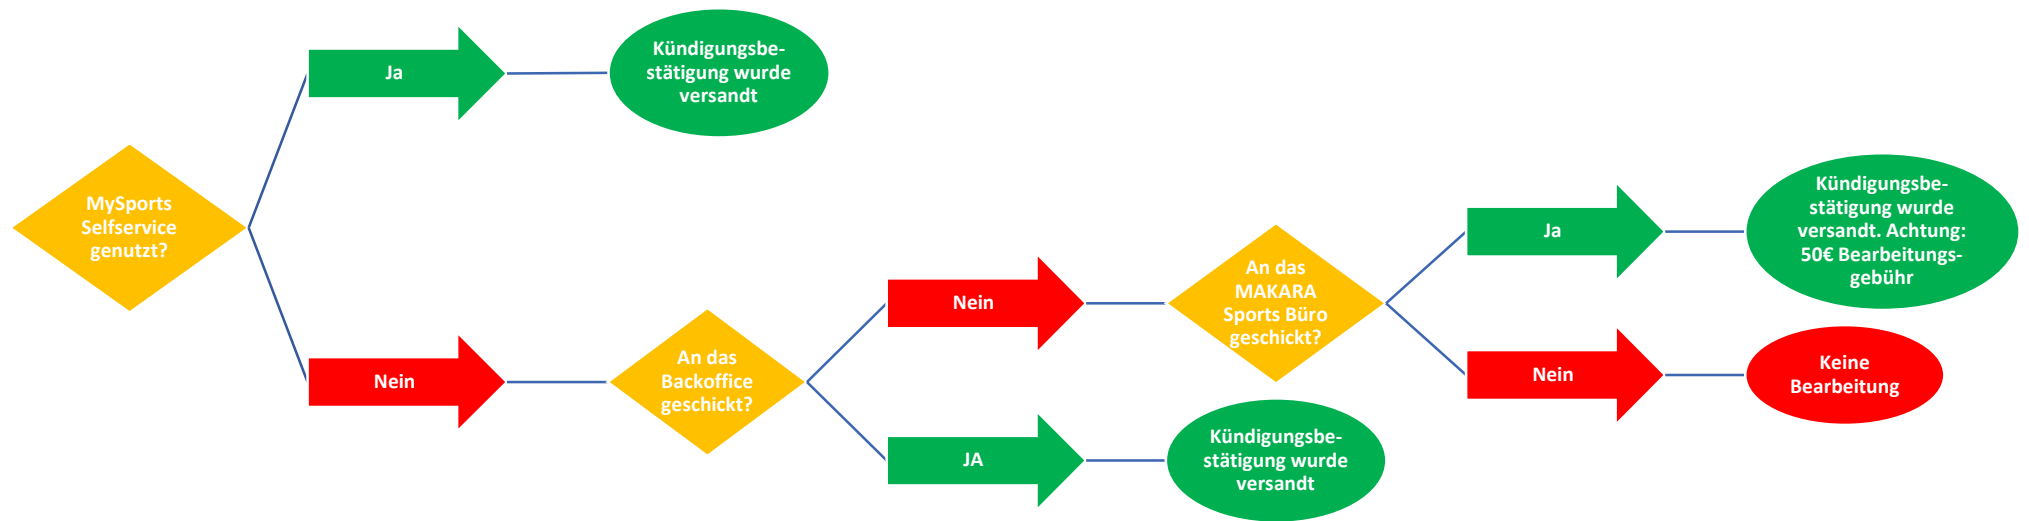 Ja
Kündigungsbe-
stätigung wurde
versandt
MySports
Selfservice
genutzt?
Nein
An das
Backoffice
geschickt?
Nein
An das
MAKARA
Sports Büro
geschickt?
Ja
Kündigungsbe-
stätigung wurde
versandt. Achtung:
50€ Bearbeitungs-
gebühr
Nein
Keine
Bearbeitung
JA
Kündigungsbe-
stätigung wurde
versandt